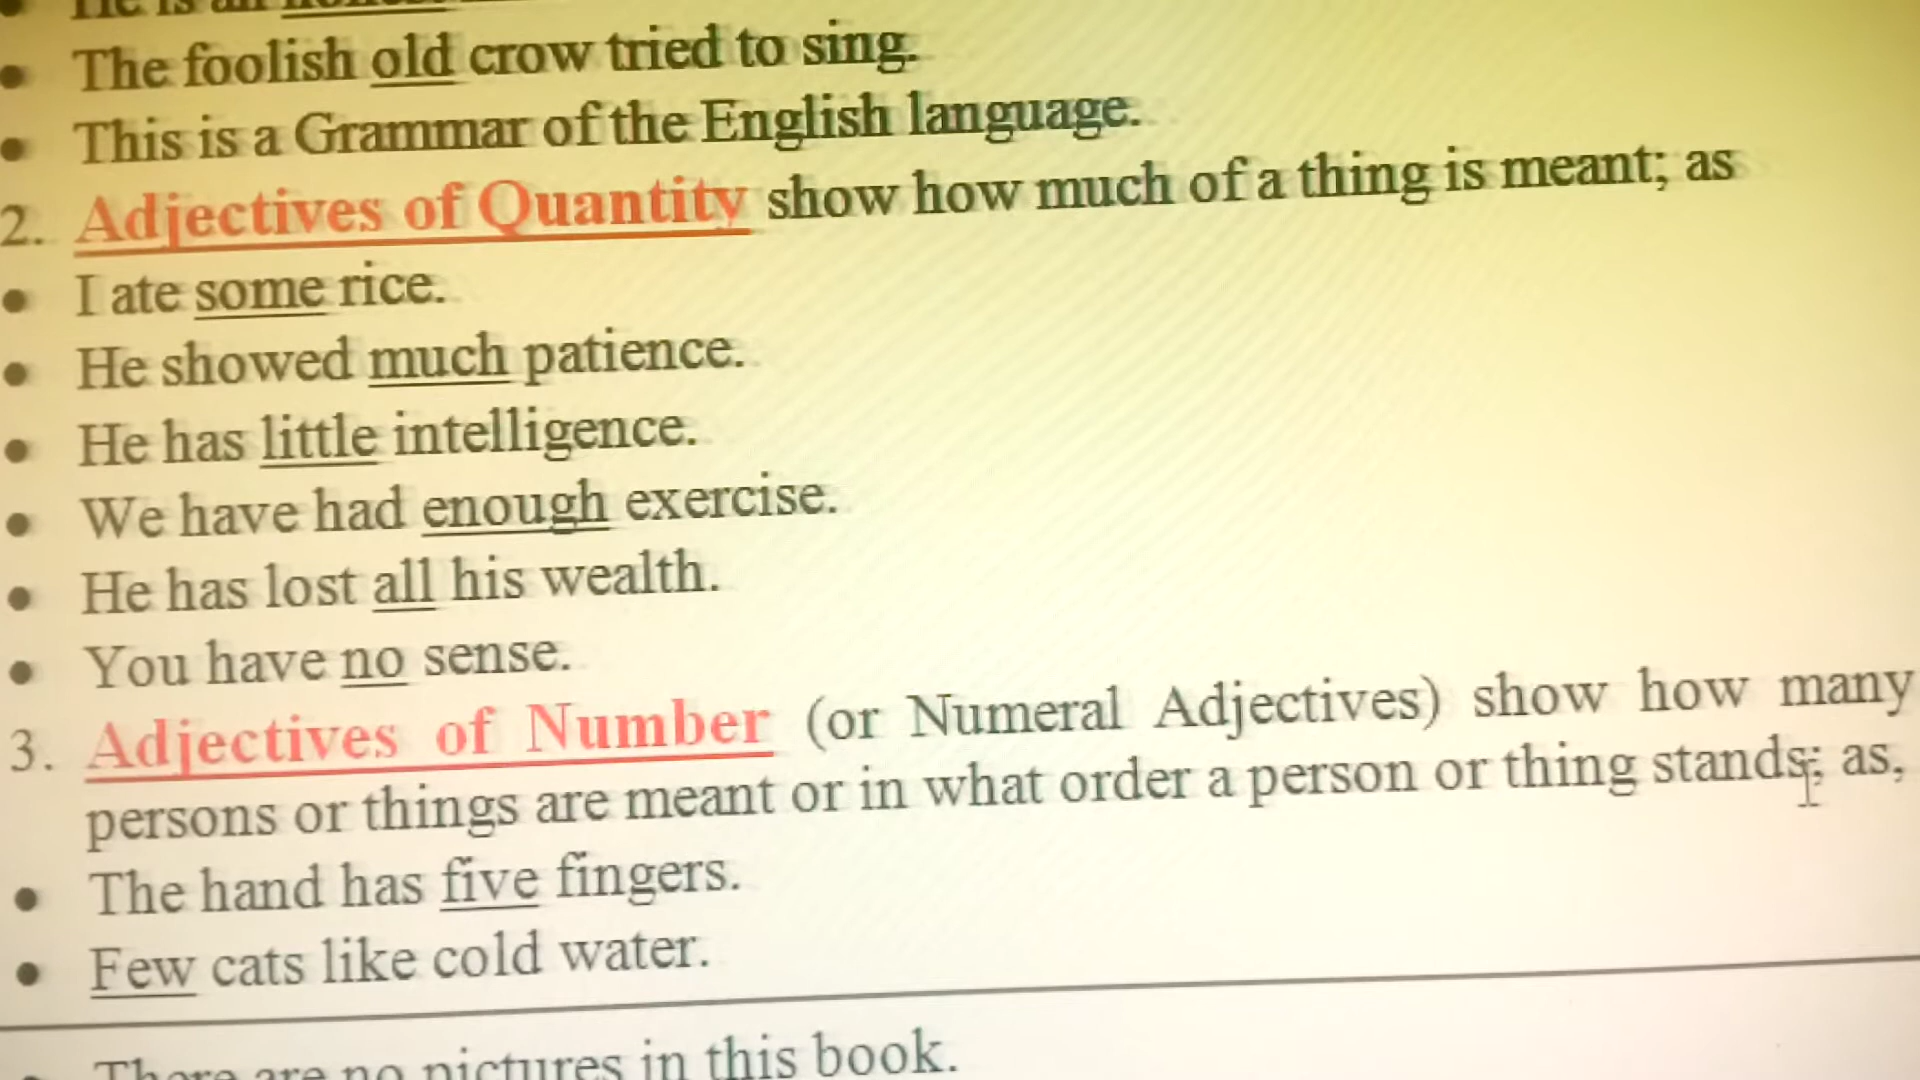 He is an honest
• The foolish old crow tried to sing.
• This is a Grammar of the English language.
2. Adjectives of Quantity show how much of a thing is meant; as
• I ate some rice.
• He showed much patience.
• He has little intelligence.
• We have had enough exercise.
• He has lost all his wealth.
• You have no sense.
3. Adjectives of Number (or Numeral Adjectives) show how many
persons or things are meant or in what order a person or thing stands; as,
• The hand has five fingers.
• Few cats like cold water.
• There are no pictures in this book.